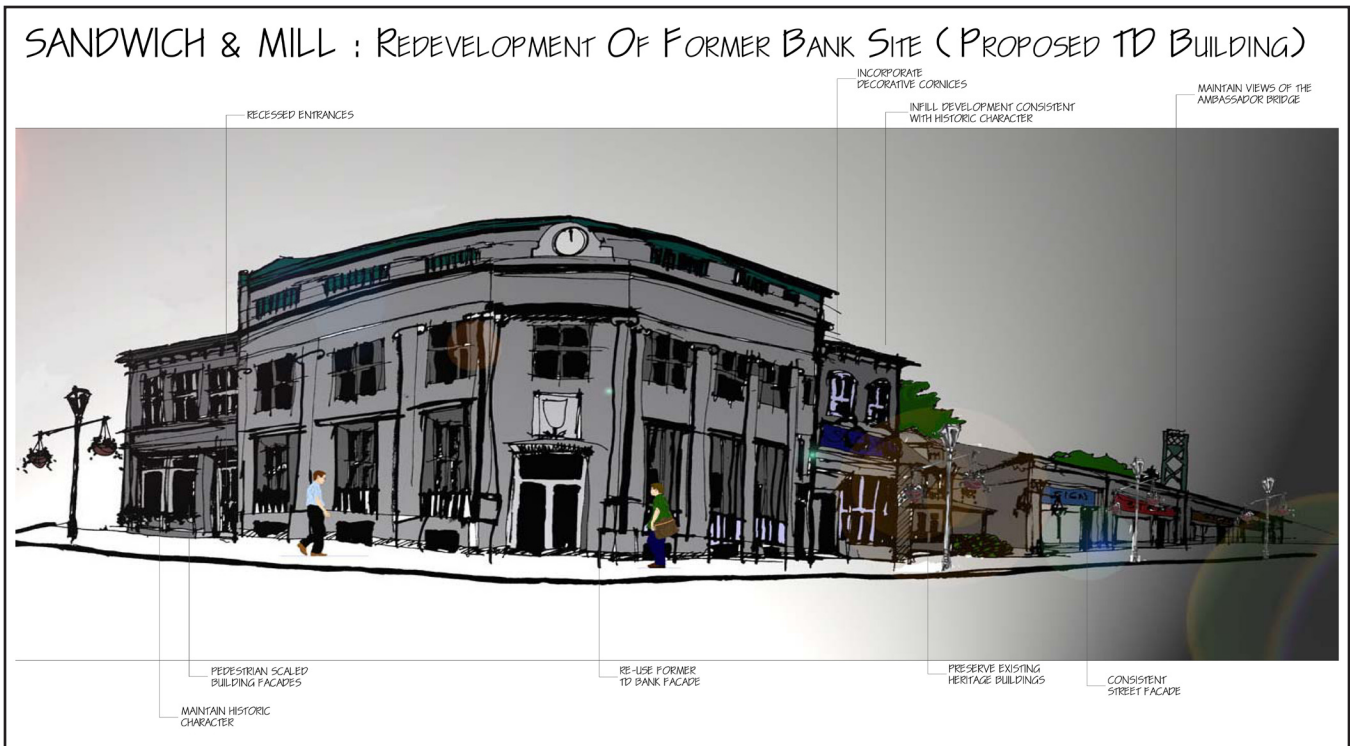 SANDWICH & MILL : REDEVELOPMENT OF FORMER BANK SITE (PROPOSED TD BUILDING)
INCORPORATE
DECORATIVE CORNICES
MAINTAIN VIEWS OF THE
AMBASSADOR BRIDGE
RECESSED ENTRANCES
INFILL DEVELOPMENT CONSISTENT
WITH HISTORIC CHARACTER
SIGN
PEDESTRIAN SCALED
BUILDING FACADES
RE-USE FORMER
TD BANK FACADE
PRESERVE EXISTING
HERITAGE BUILDINGS
CONSISTENT
STREET FACADE
MAINTAIN HISTORIC
CHARACTER